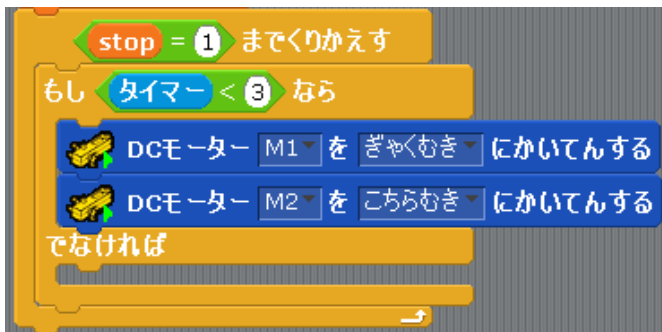 stop = 1 までくりかえす
もし タイマー < 3 なら
DCモーター M1 を ぎゃくむき にかいてんする
DCモーター M2 を こちらむき にかいてんする
でなければ